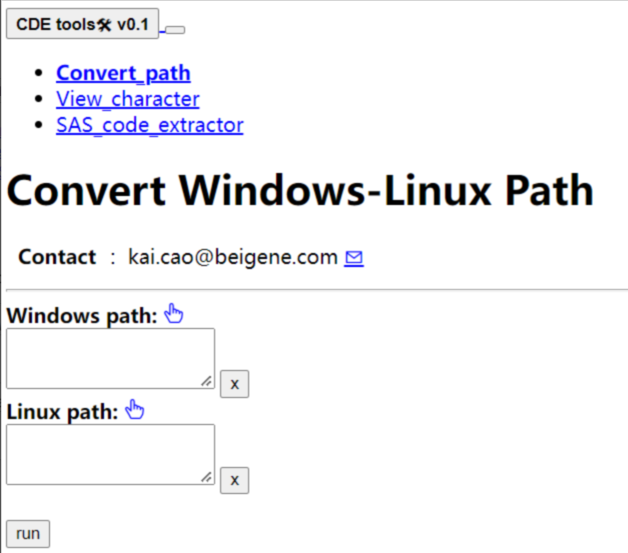 CDE tools🛠 v0.1
Convert_path
View_character
SAS_code_extractor
Convert Windows-Linux Path
Contact : kai.cao@beigene.com
Windows path:
x
Linux path:
x
run